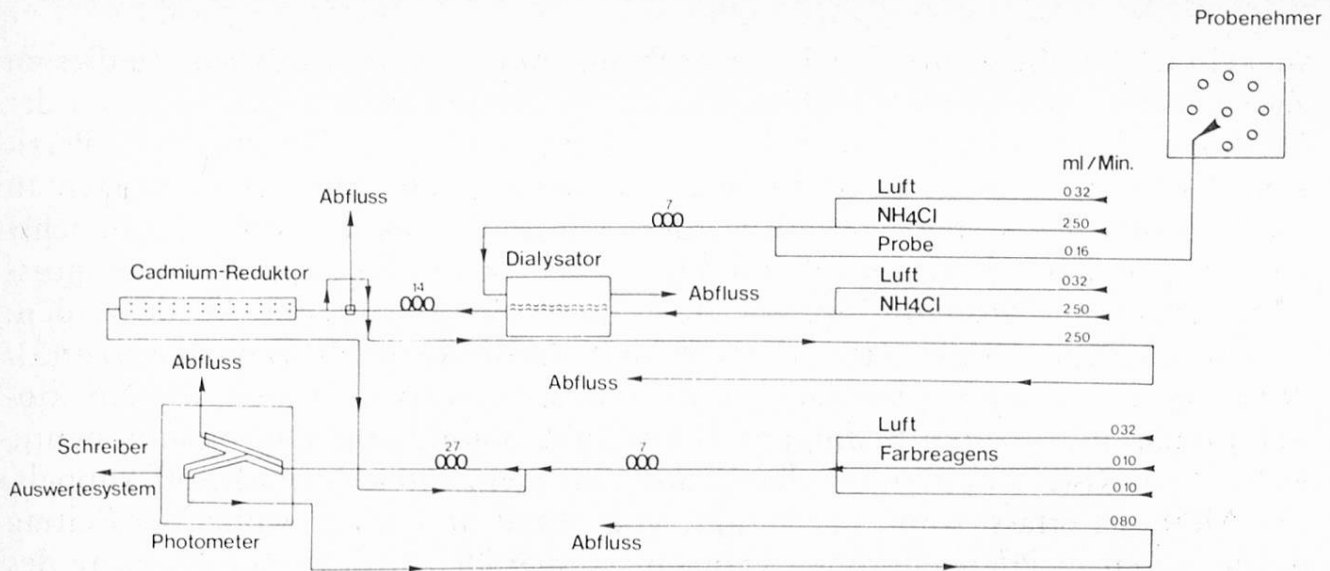 Probenehmer
ml/Min.
Luft 0.32
NH4Cl 2.50
Probe 0.16
7
Abfluss
Dialysator
Cadmium-Reduktor
14
Abfluss
Luft 0.32
NH4Cl 2.50
2.50
Abfluss
Abfluss
Schreiber
Auswertesystem
Photometer
27
7
Luft 0.32
Farbreagens 0.10
0.10
0.80
Abfluss